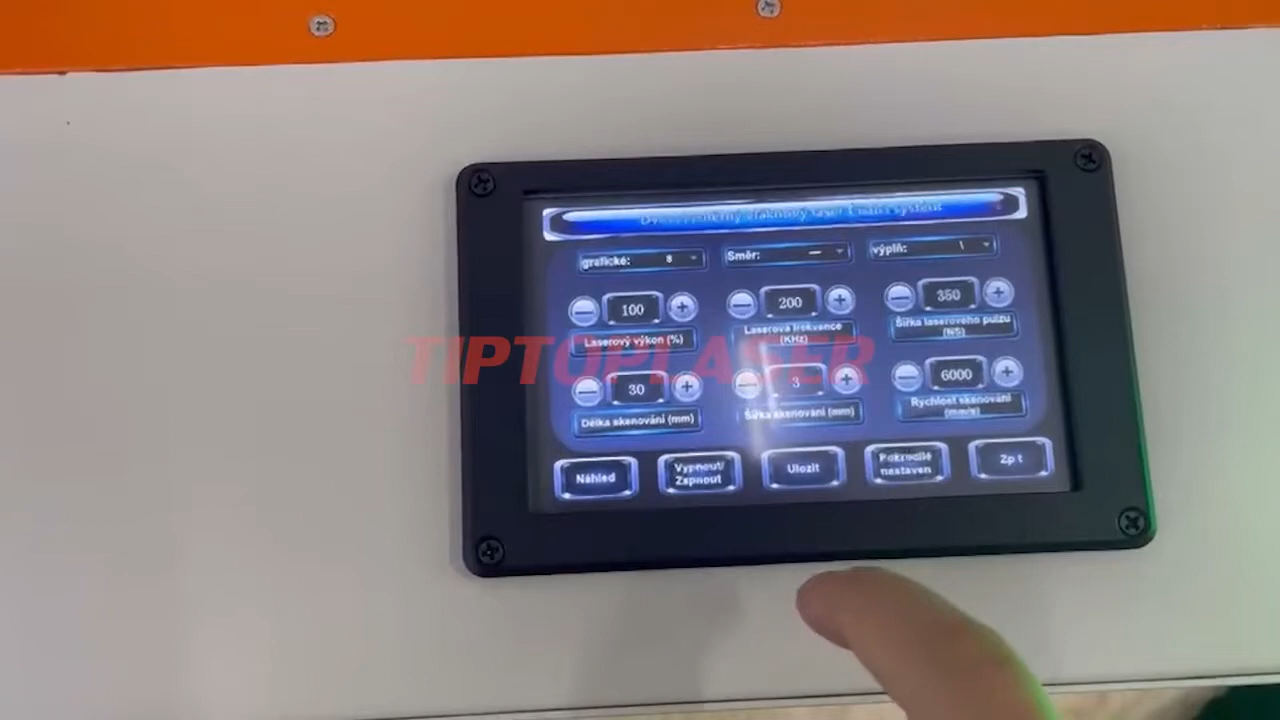 grafické: 8 Směr: — výplň: \
100 200 350
Laserový výkon (%) Laserová frekvence (KHz) Šířka laserového pulzu (NS)
TIPTOPLASER
30 3 6000
Délka skenování (mm) Šířka skenování (mm) Rychlost skenování (mm/s)
Náhled Vypnout/ Zapnout Uložit Pokročilé nastaven Zp t